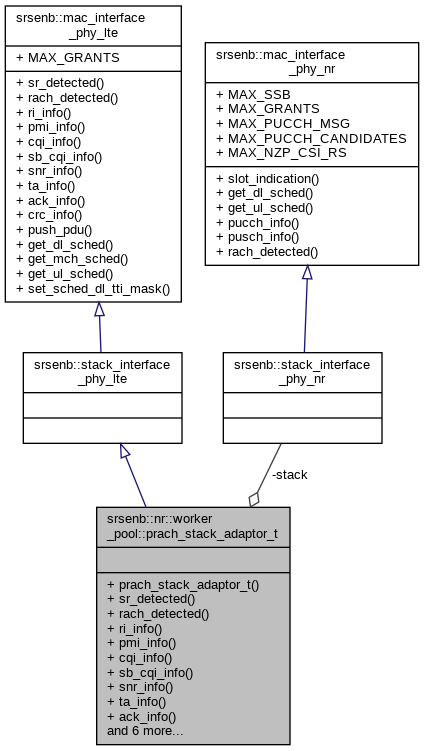 srsenb::mac_interface
_phy_lte
+ MAX_GRANTS
+ sr_detected()
+ rach_detected()
+ ri_info()
+ pmi_info()
+ cqi_info()
+ sb_cqi_info()
+ snr_info()
+ ta_info()
+ ack_info()
+ crc_info()
+ push_pdu()
+ get_dl_sched()
+ get_mch_sched()
+ get_ul_sched()
+ set_sched_dl_tti_mask()
srsenb::mac_interface
_phy_nr
+ MAX_SSB
+ MAX_GRANTS
+ MAX_PUCCH_MSG
+ MAX_PUCCH_CANDIDATES
+ MAX_NZP_CSI_RS
+ slot_indication()
+ get_dl_sched()
+ get_ul_sched()
+ pucch_info()
+ pusch_info()
+ rach_detected()
srsenb::stack_interface
_phy_lte
srsenb::stack_interface
_phy_nr
-stack
srsenb::nr::worker
_pool::prach_stack_adaptor_t
+ prach_stack_adaptor_t()
+ sr_detected()
+ rach_detected()
+ ri_info()
+ pmi_info()
+ cqi_info()
+ sb_cqi_info()
+ snr_info()
+ ta_info()
+ ack_info()
and 6 more...